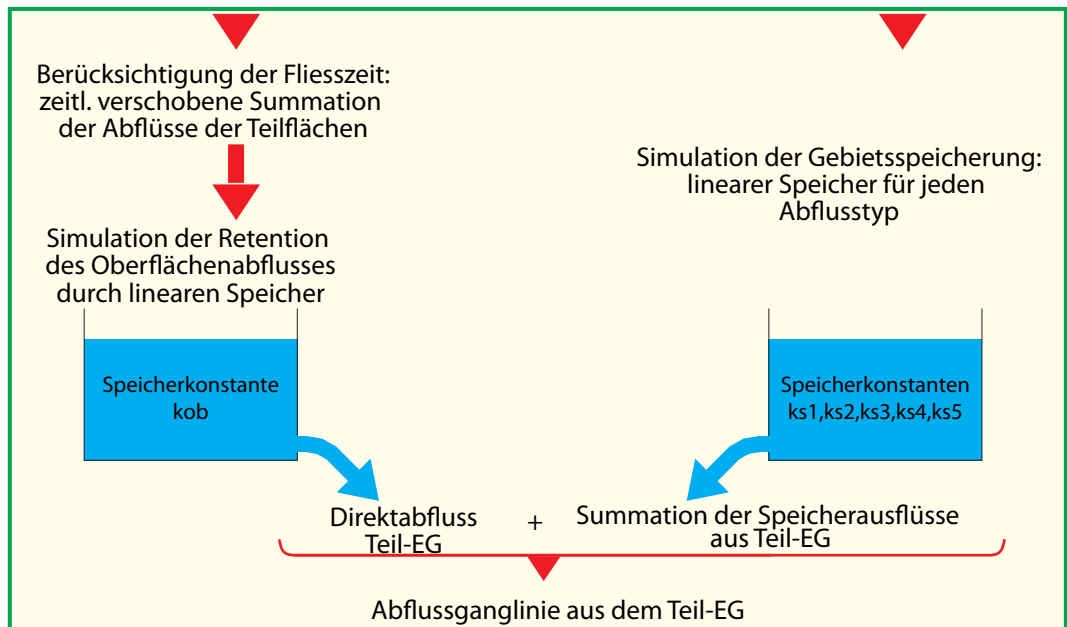 Berücksichtigung der Fliesszeit:
zeitl. verschobene Summation
der Abflüsse der Teilflächen
Simulation der Retention
des Oberflächenabflusses
durch linearen Speicher
Speicherkonstante
kob
Simulation der Gebietsspeicherung:
linearer Speicher für jeden
Abflusstyp
Speicherkonstanten
ks1,ks2,ks3,ks4,ks5
Direktabfluss
Teil-EG
+
Summation der Speicherausflüsse
aus Teil-EG
Abflussganglinie aus dem Teil-EG